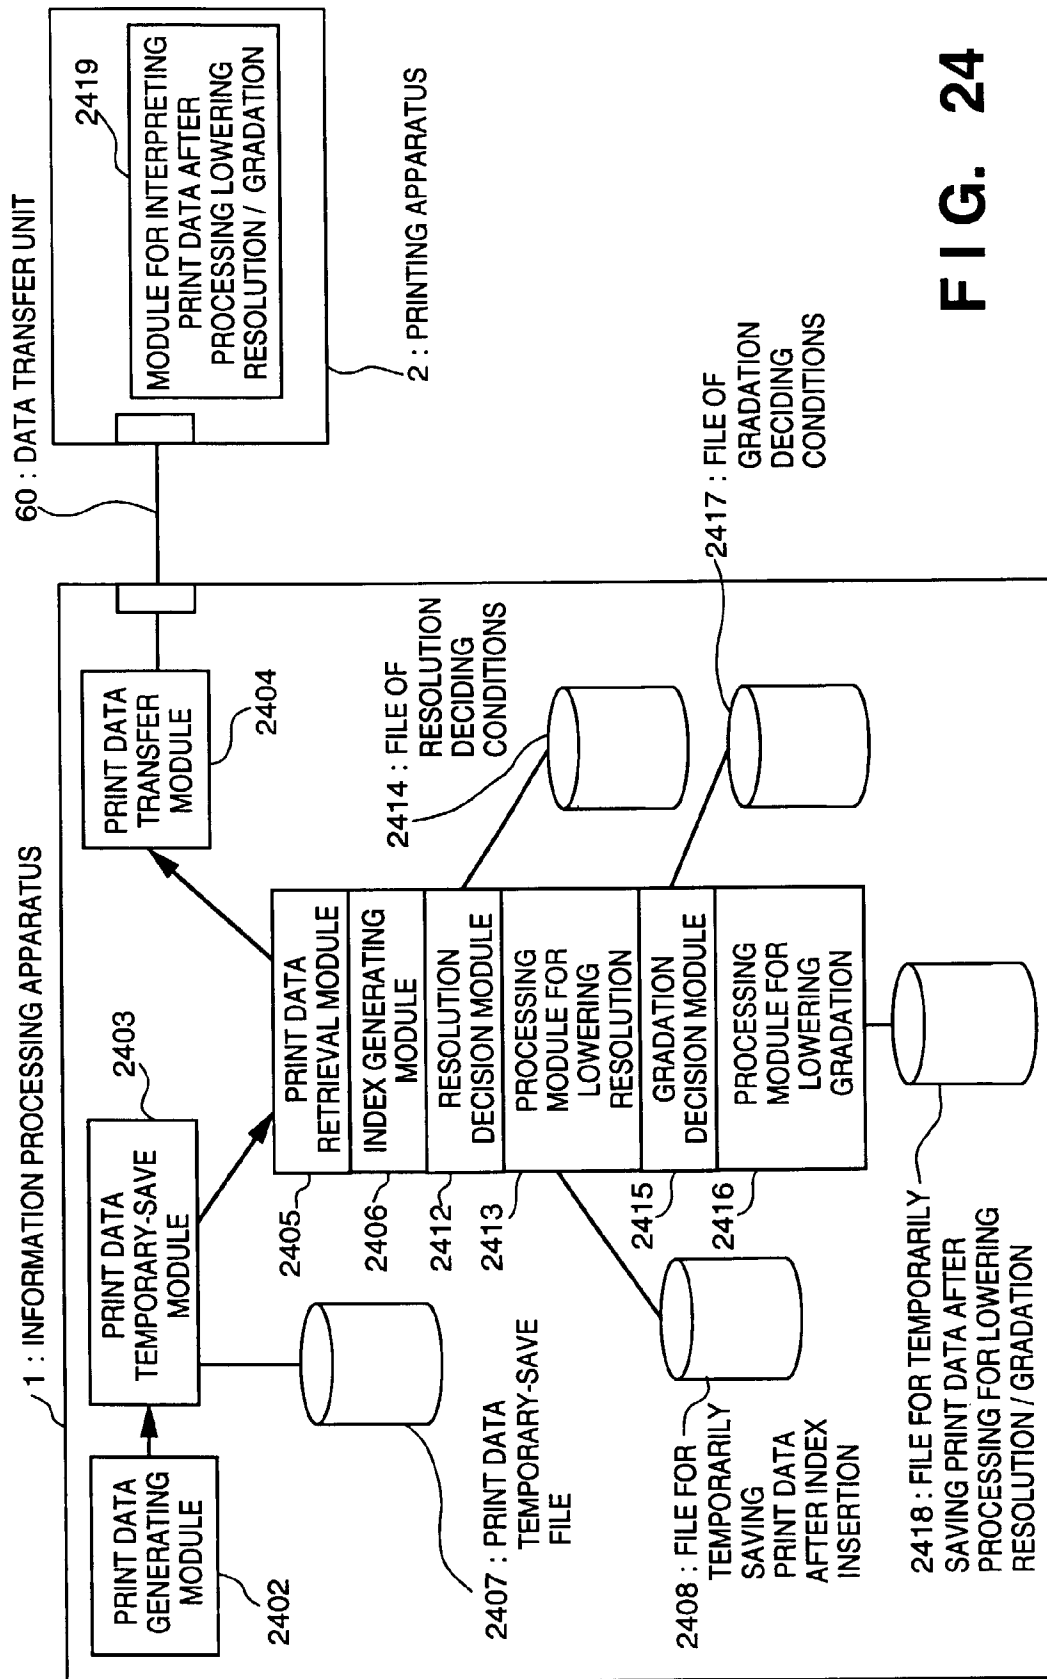 1 : INFORMATION PROCESSING APPARATUS
PRINT DATA
GENERATING
MODULE
2402
PRINT DATA
TEMPORARY-SAVE
MODULE
2403
PRINT DATA
TRANSFER
MODULE
2404
60 : DATA TRANSFER UNIT
2419
MODULE FOR INTERPRETING
PRINT DATA AFTER
PROCESSING LOWERING
RESOLUTION / GRADATION
2 : PRINTING APPARATUS
2407 : PRINT DATA
TEMPORARY-SAVE
FILE
PRINT DATA
RETRIEVAL MODULE
2405
INDEX GENERATING
MODULE
2406
RESOLUTION
DECISION MODULE
2412
PROCESSING
MODULE FOR
LOWERING
RESOLUTION
2413
GRADATION
DECISION MODULE
2415
PROCESSING
MODULE FOR
LOWERING
GRADATION
2416
2414 : FILE OF
RESOLUTION
DECIDING
CONDITIONS
2417 : FILE OF
GRADATION
DECIDING
CONDITIONS
2408 : FILE FOR
TEMPORARILY
SAVING
PRINT DATA
AFTER INDEX
INSERTION
2418 : FILE FOR TEMPORARILY
SAVING PRINT DATA AFTER
PROCESSING FOR LOWERING
RESOLUTION / GRADATION
FIG. 24